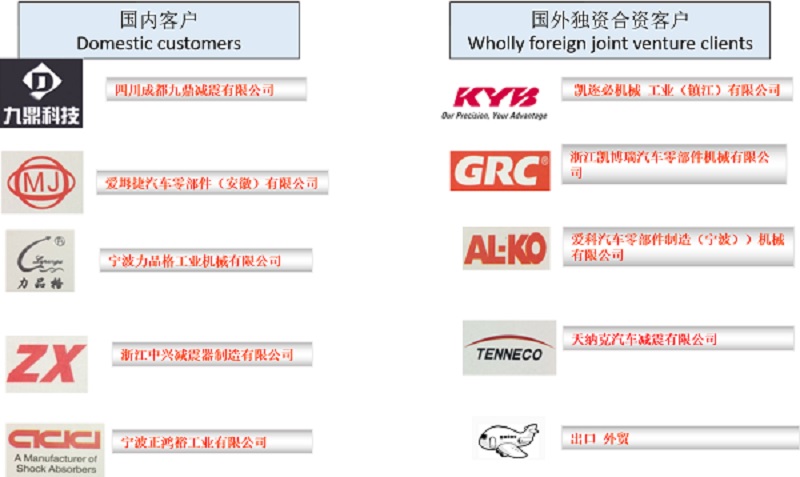 国内客户
Domestic customers
九鼎科技
四川成都九鼎减震有限公司
MJ
爱塓捷汽车零部件(安徽)有限公司
力品格
宁波力品格工业机械有限公司
ZX
浙江中兴减震器制造有限公司
A Manufacturer of
Shock Absorbers
宁波正鸿裕工业有限公司
国外独资合资客户
Wholly foreign joint venture clients
KYB
Our Precision, Your Advantage
凯迩必机械 工业(镇江)有限公司
GRC®
浙江凯博瑞汽车零部件机械有限公
司
AL-KO
爱科汽车零部件制造(宁波))机械
有限公司
TENNECO
天纳克汽车减震有限公司
出口 外贸